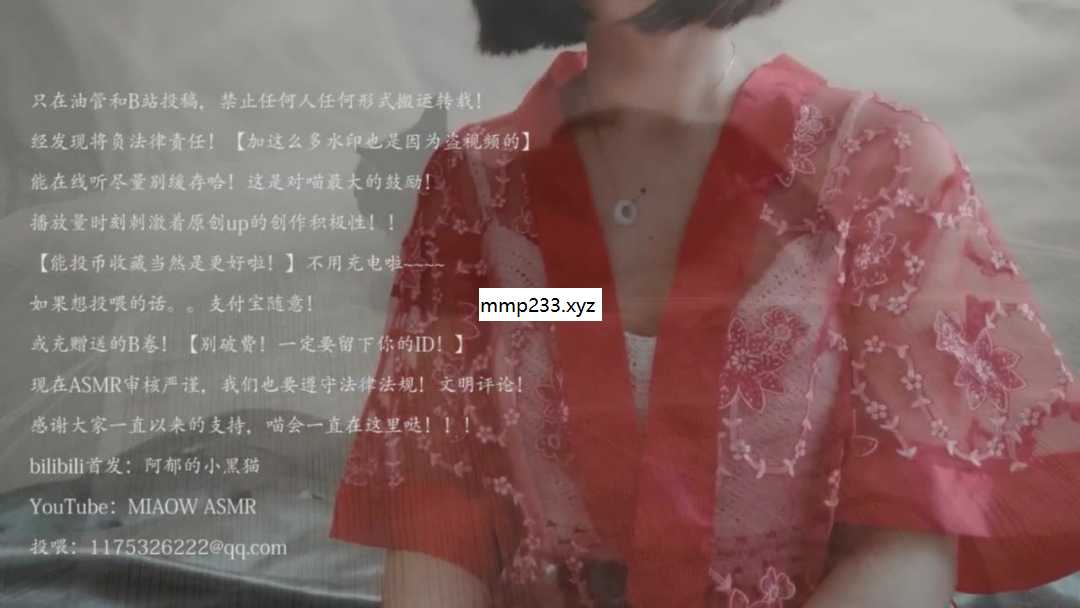 只在油管和B站投稿，禁止任何人任何形式搬运转载！
经发现将负法律责任！【加这么多水印也是因为盗视频的】
能在线听尽量别缓存哈！这是对喵最大的鼓励！
播放量时刻刺激着原创up的创作积极性！！
【能投币收藏当然是更好啦！】不用充电啦~~~~
mmp233.xyz
如果想投喂的话。。支付宝随意！
或充赠送的B卷！【别破费！一定要留下你的ID！】
现在ASMR审核严谨，我们也要遵守法律法规！文明评论！
感谢大家一直以来的支持，喵会一直在这里哒！！！
bilibili首发：阿郁的小黑猫
YouTube：MIAOW ASMR
投喂：1175326222@qq.com